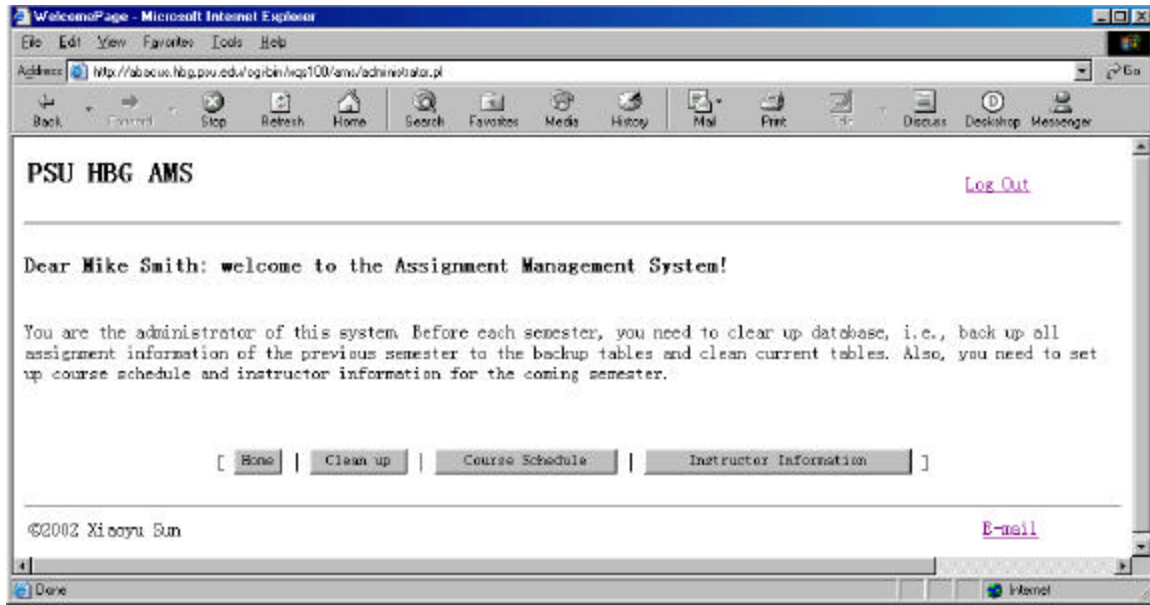 WelcomePage - Microsoft Internet Explorer
File Edit View Favorites Tools Help
Address http://abacus.hbg.psu.edu/cgi-bin/xqs100/ams/administrator.pl Go
Back Forward Stop Refresh Home Search Favorites Media History Mail Print Edit Discuss Deskshop Messenger
PSU HBG AMS
Log Out
Dear Mike Smith: welcome to the Assignment Management System!
You are the administrator of this system. Before each semester, you need to clear up database, i.e., back up all
assignment information of the previous semester to the backup tables and clean current tables. Also, you need to set
up course schedule and instructor information for the coming semester.
[ Home | Clean up | Course Schedule | Instructor Information ]
©2002 Xiaoyu Sun
E-mail
Done
Internet